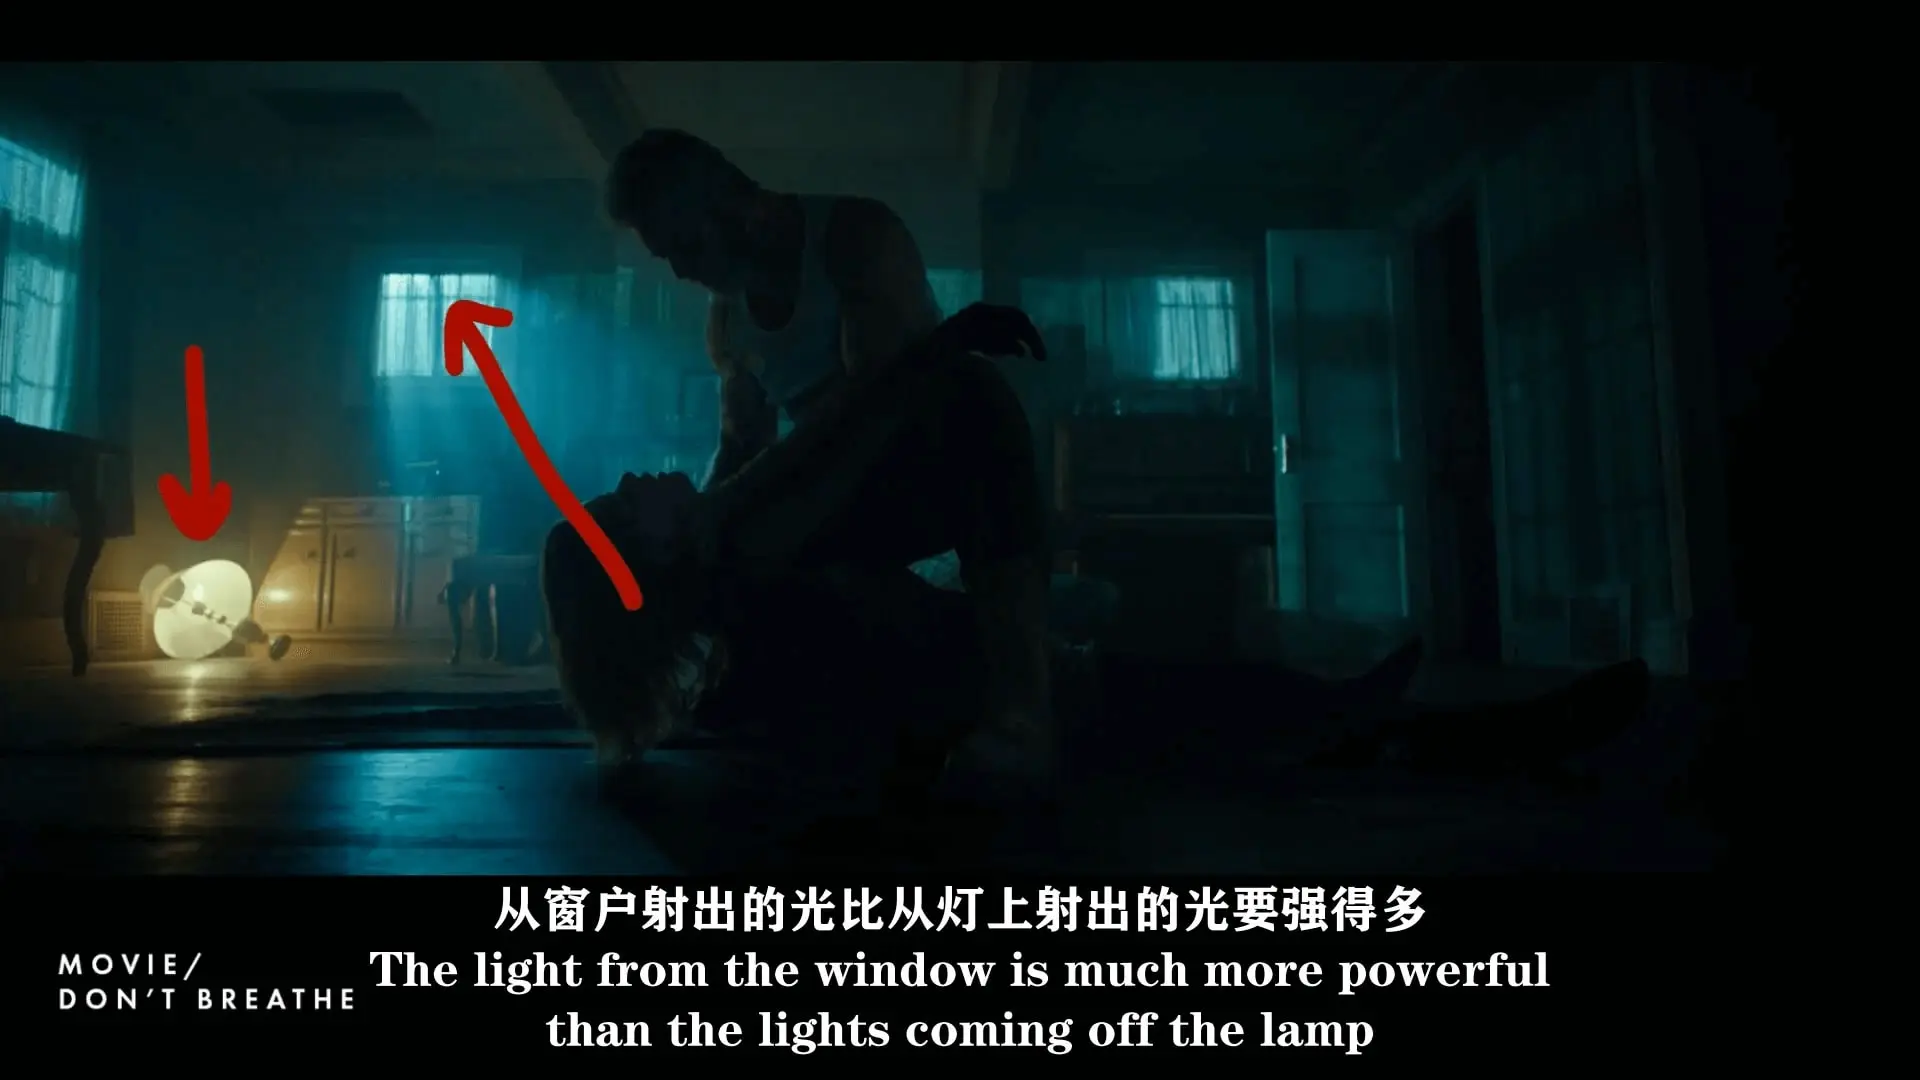 从窗户射出的光比从灯上射出的光要强得多
The light from the window is much more powerful
than the lights coming off the lamp
MOVIE/
DON'T BREATHE